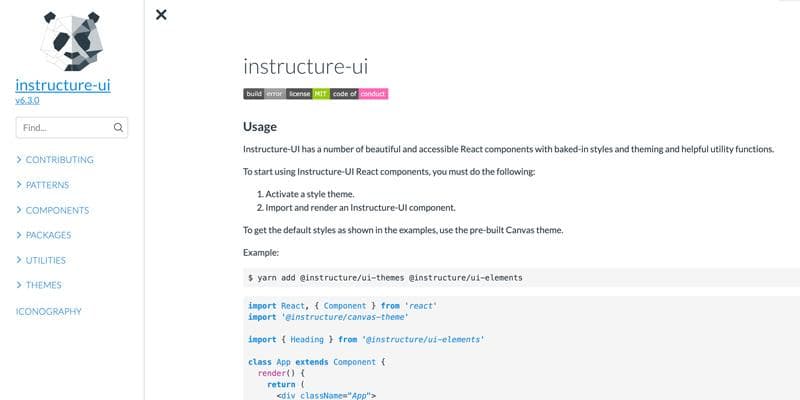 instructure-ui
v6.3.0
Find...
CONTRIBUTING
PATTERNS
COMPONENTS
PACKAGES
UTILITIES
THEMES
ICONOGRAPHY
instructure-ui
build error license MIT code of conduct
Usage
Instructure-UI has a number of beautiful and accessible React components with baked-in styles and theming and helpful utility functions.
To start using Instructure-UI React components, you must do the following:
1. Activate a style theme.
2. Import and render an Instructure-UI component.
To get the default styles as shown in the examples, use the pre-built Canvas theme.
Example:
$ yarn add @instructure/ui-themes @instructure/ui-elements
import React, { Component } from 'react'
import '@instructure/canvas-theme'
import { Heading } from '@instructure/ui-elements'
class App extends Component {
render() {
return (
<div className="App">